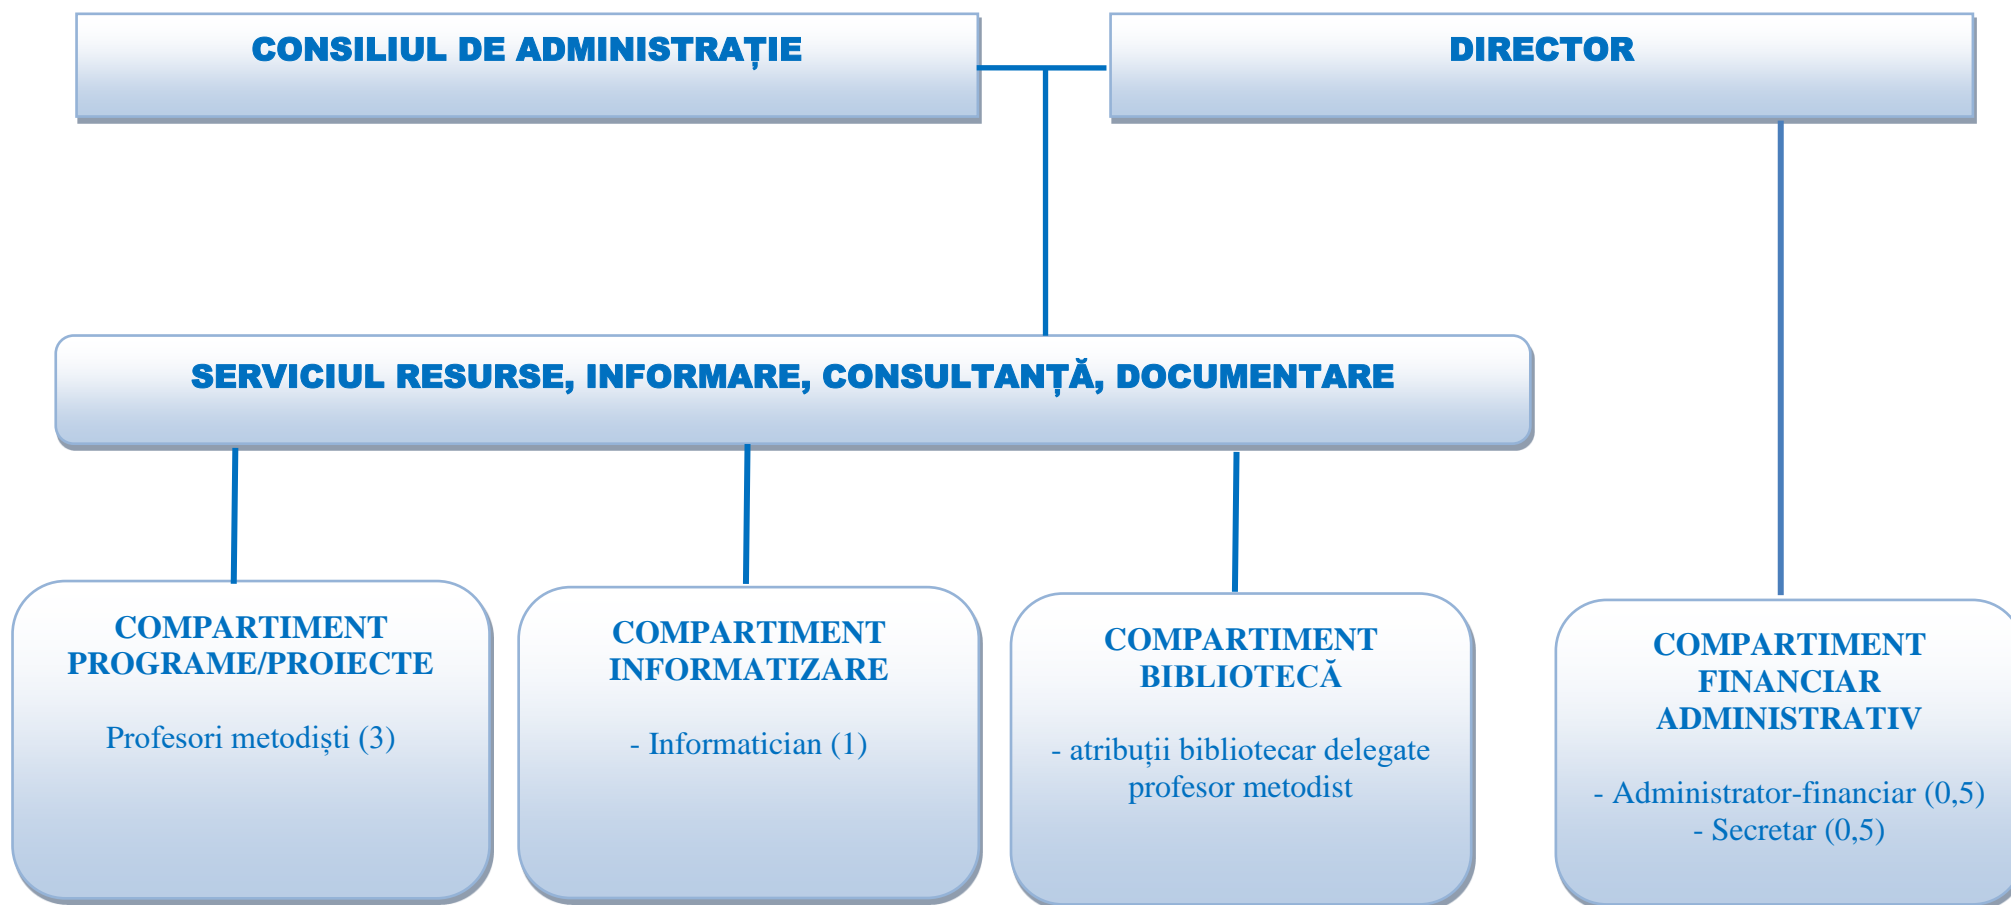 CONSILIUL DE ADMINISTRAȚIE
DIRECTOR
SERVICIUL RESURSE, INFORMARE, CONSULTANȚĂ, DOCUMENTARE
COMPARTIMENT
PROGRAME/PROIECTE
Profesori metodiști (3)
COMPARTIMENT
INFORMATIZARE
- Informatician (1)
COMPARTIMENT
BIBLIOTECĂ
- atribuții bibliotecar delegate
profesor metodist
COMPARTIMENT
FINANCIAR
ADMINISTRATIV
- Administrator-financiar (0,5)
- Secretar (0,5)